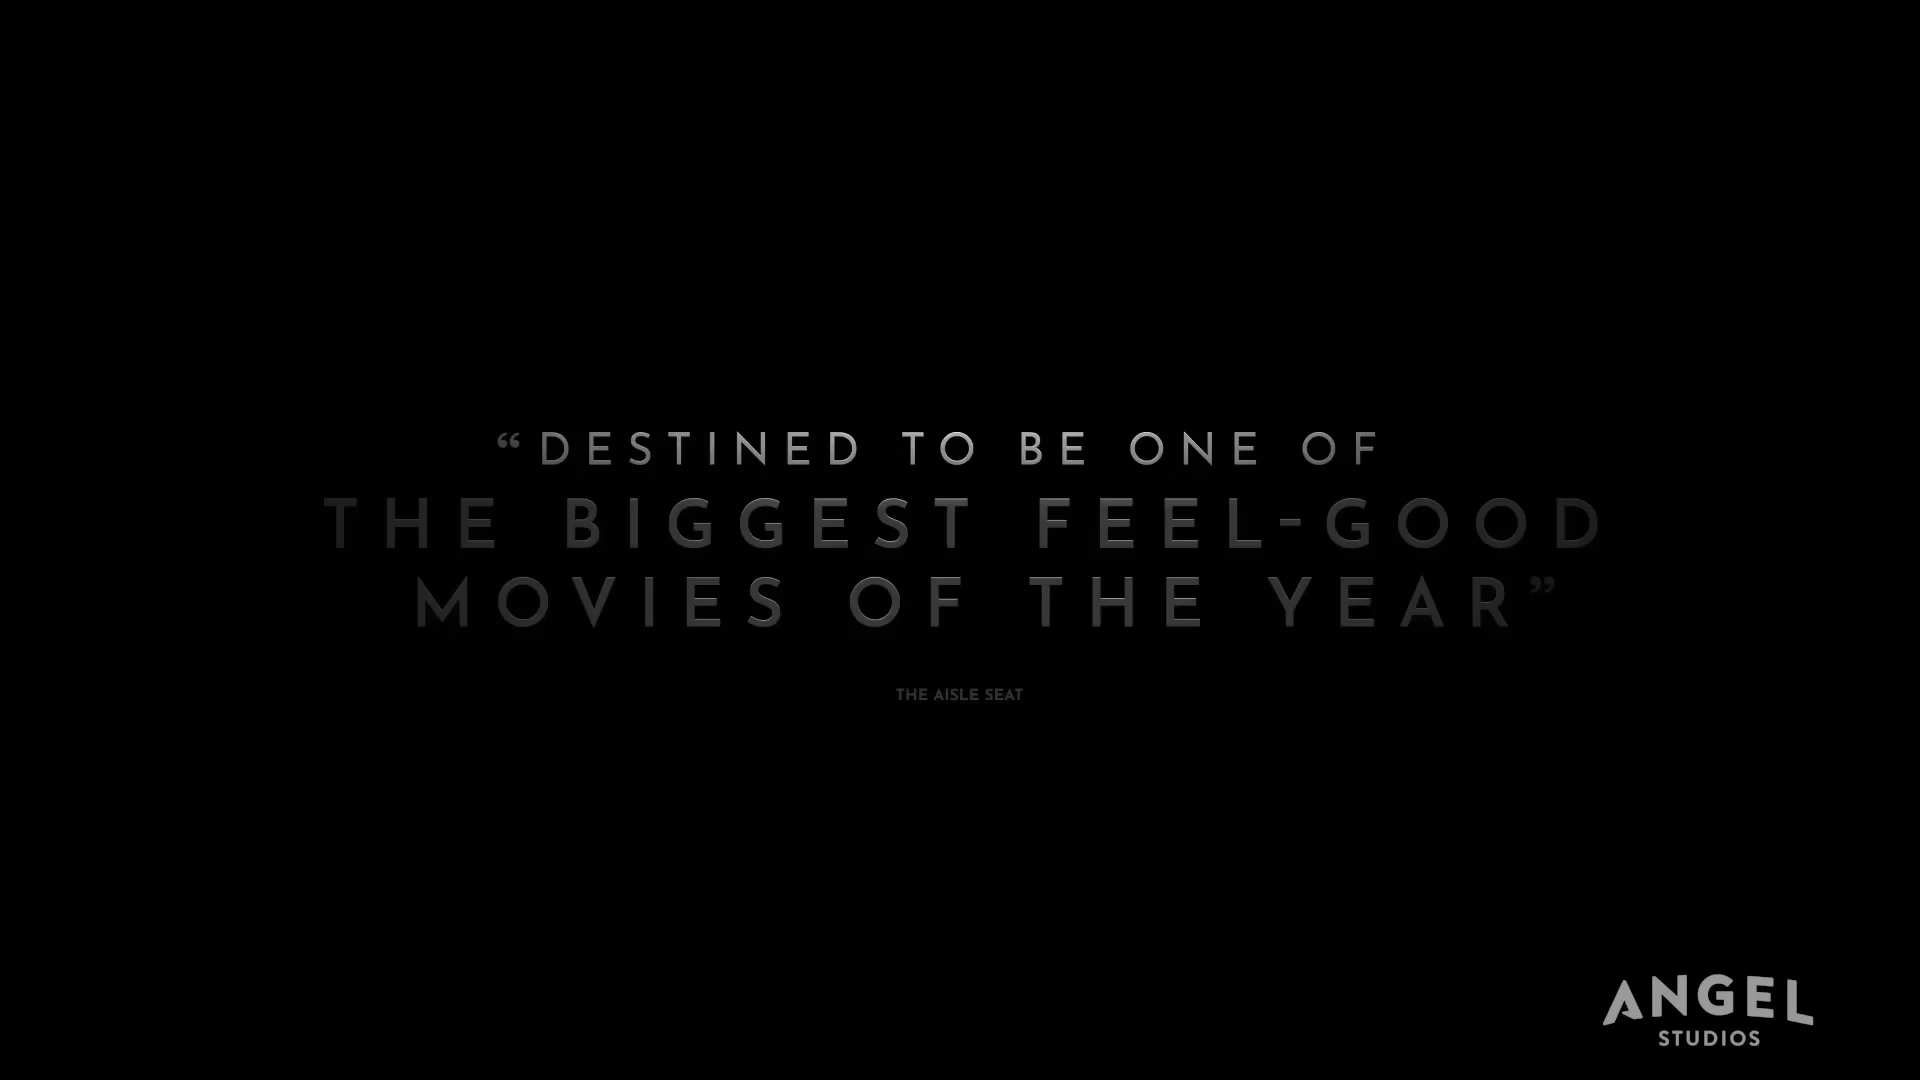 “DESTINED TO BE ONE OF
THE BIGGEST FEEL-GOOD
MOVIES OF THE YEAR”
THE AISLE SEAT
ANGEL
STUDIOS